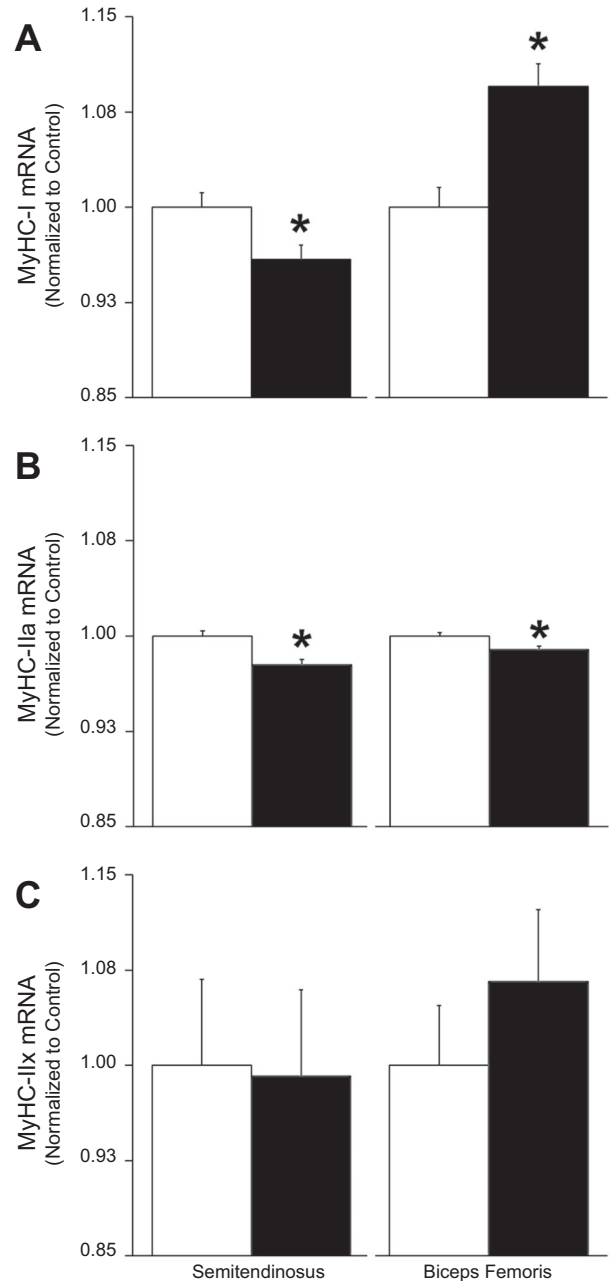 A
MyHC-I mRNA
(Normalized to Control)
1.15
1.08
1.00
0.93
0.85
*
*
B
MyHC-IIa mRNA
(Normalized to Control)
1.15
1.08
1.00
0.93
0.85
*
*
C
MyHC-IIx mRNA
(Normalized to Control)
1.15
1.08
1.00
0.93
0.85
Semitendinosus
Biceps Femoris